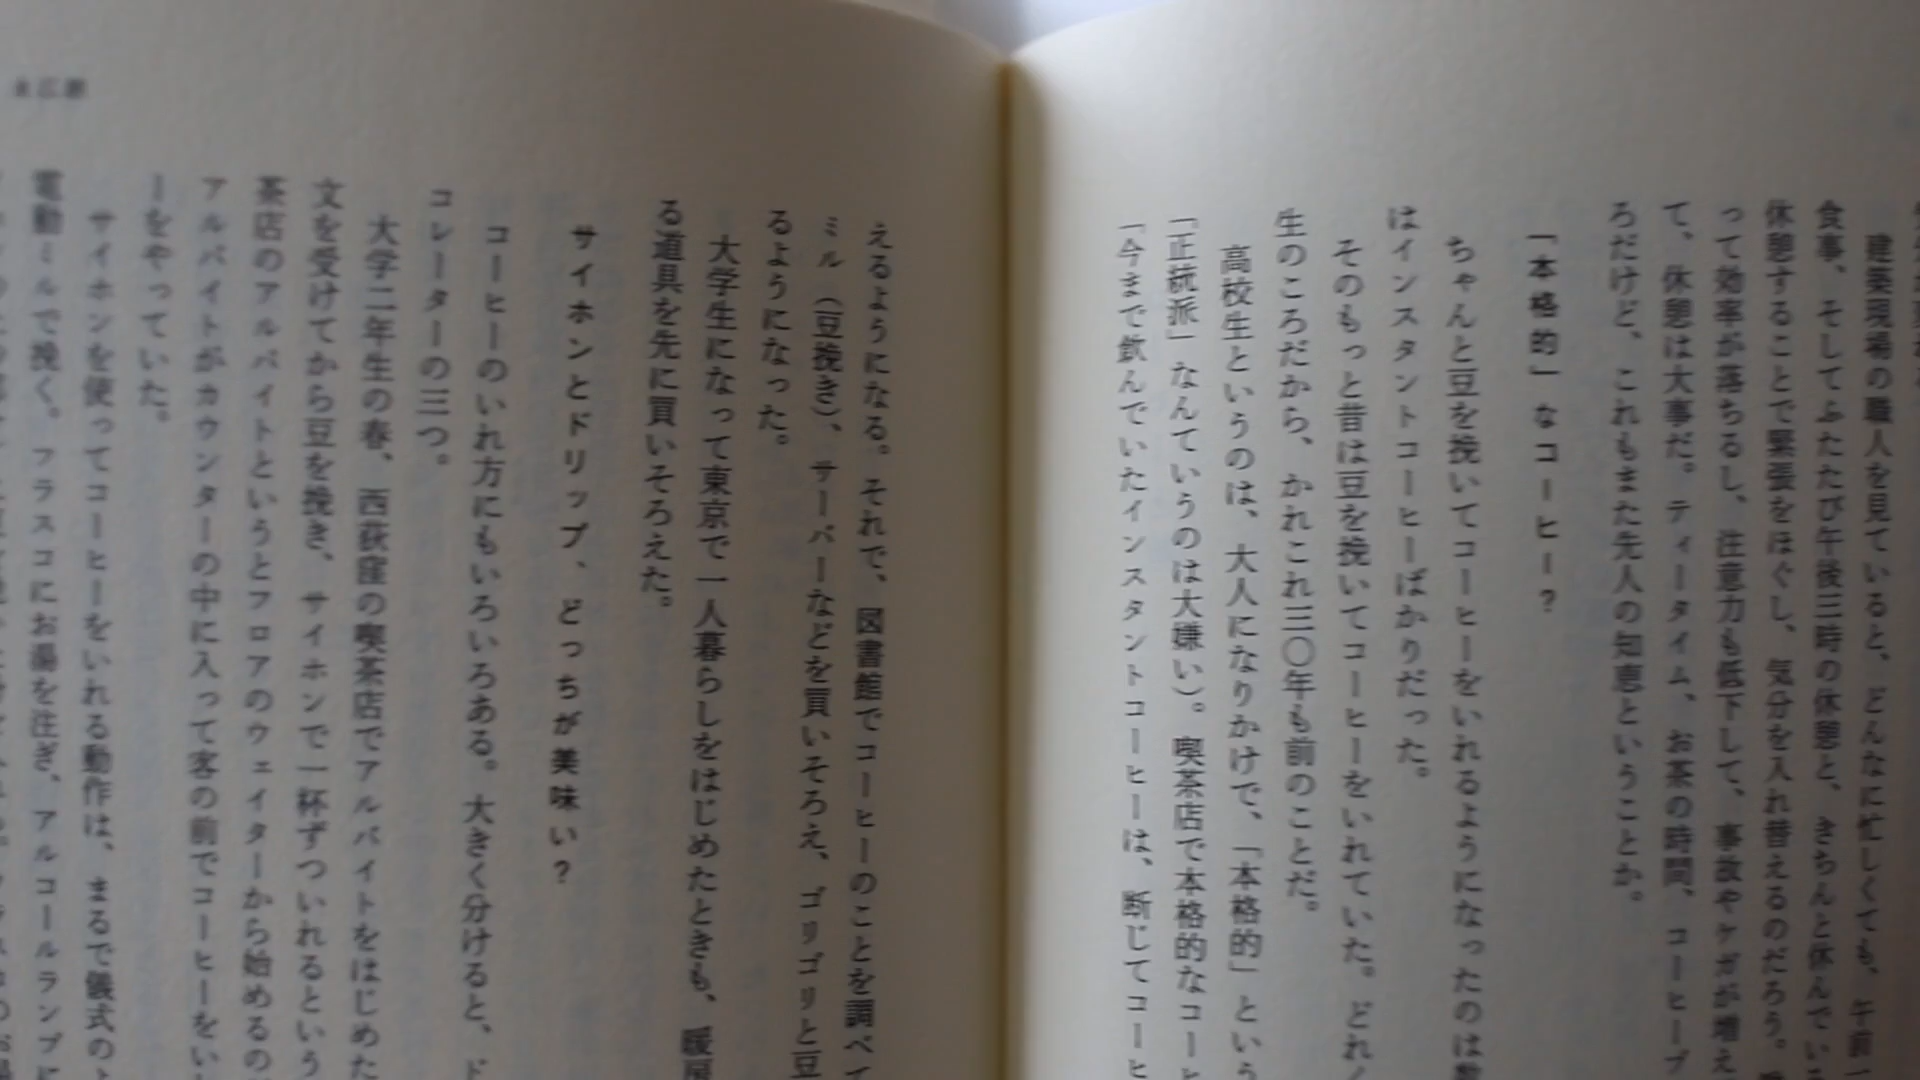 建築現場の職人を見ていると、どんなに忙しくても、午前
食事、そしてふたたび午後三時の休憩と、きちんと休んでい
休憩することで緊張をほぐし、気分を入れ替えるのだろう。
って効率が落ちるし、注意力も低下して、事故やケガが増え
て、休憩は大事だ。ティータイム、お茶の時間、コーヒーブ
ろだけど、これもまた先人の知恵ということか。
「本格的」なコーヒー?
ちゃんと豆を挽いてコーヒーをいれるようになったのは数
はインスタントコーヒーばかりだった。
そのもっと昔は豆を挽いてコーヒーをいれていた。どれく
生のころだから、かれこれ三〇年も前のことだ。
高校生というのは、大人になりかけで、「本格的」という
「正統派」なんていうのは大嫌い)。喫茶店で本格的なコーヒ
「今まで飲んでいたインスタントコーヒーは、断じてコーヒ
えるようになる。それで、図書館でコーヒーのことを調べて
ミル(豆挽き)、サーバーなどを買いそろえ、ゴリゴリと豆
るようになった。
大学生になって東京で一人暮らしをはじめたときも、暖房
る道具を先に買いそろえた。
サイホンとドリップ、どっちが美味い?
コーヒーのいれ方にもいろいろある。大きく分けると、ド
コレーターの三つ。
大学二年生の春、西荻窪の喫茶店でアルバイトをはじめた
文を受けてから豆を挽き、サイホンで一杯ずついれるという
茶店のアルバイトというとフロアのウェイターから始めるの
アルバイトがカウンターの中に入って客の前でコーヒーをい
ーをやっていた。
サイホンを使ってコーヒーをいれる動作は、まるで儀式のよ
電動ミルで挽く。フラスコにお湯を注ぎ、アルコールランプに